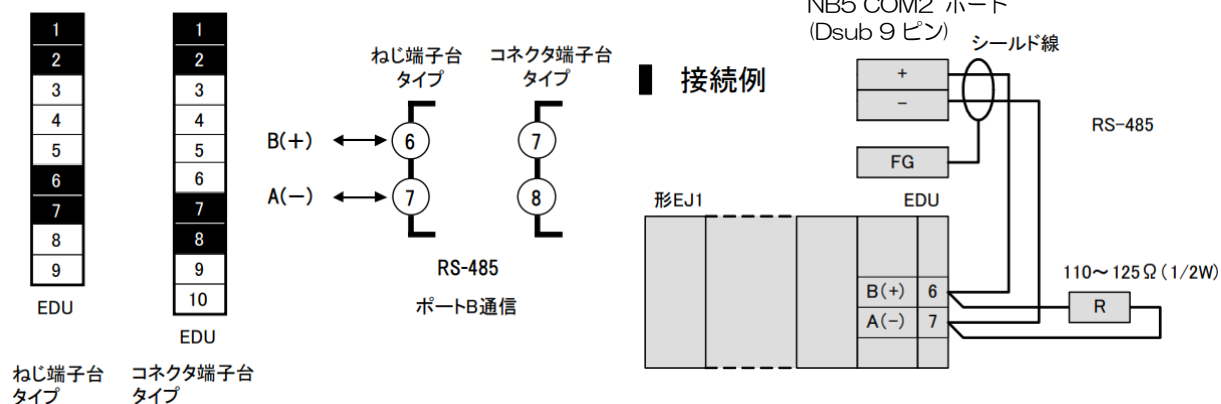 1
2
3
4
5
6
7
8
9
EDU
ねじ端子台
タイプ
1
2
3
4
5
6
7
8
9
10
EDU
コネクタ端子台
タイプ
ねじ端子台
タイプ
コネクタ端子台
タイプ
B(+)
6
7
A(-)
7
8
RS-485
ポートB通信
接続例
NB5 COM2 ポート
(Dsub 9 ピン)
シールド線
+
-
FG
RS-485
形EJ1
EDU
B(+) 6
A(-) 7
110~125Ω(1/2W)
R